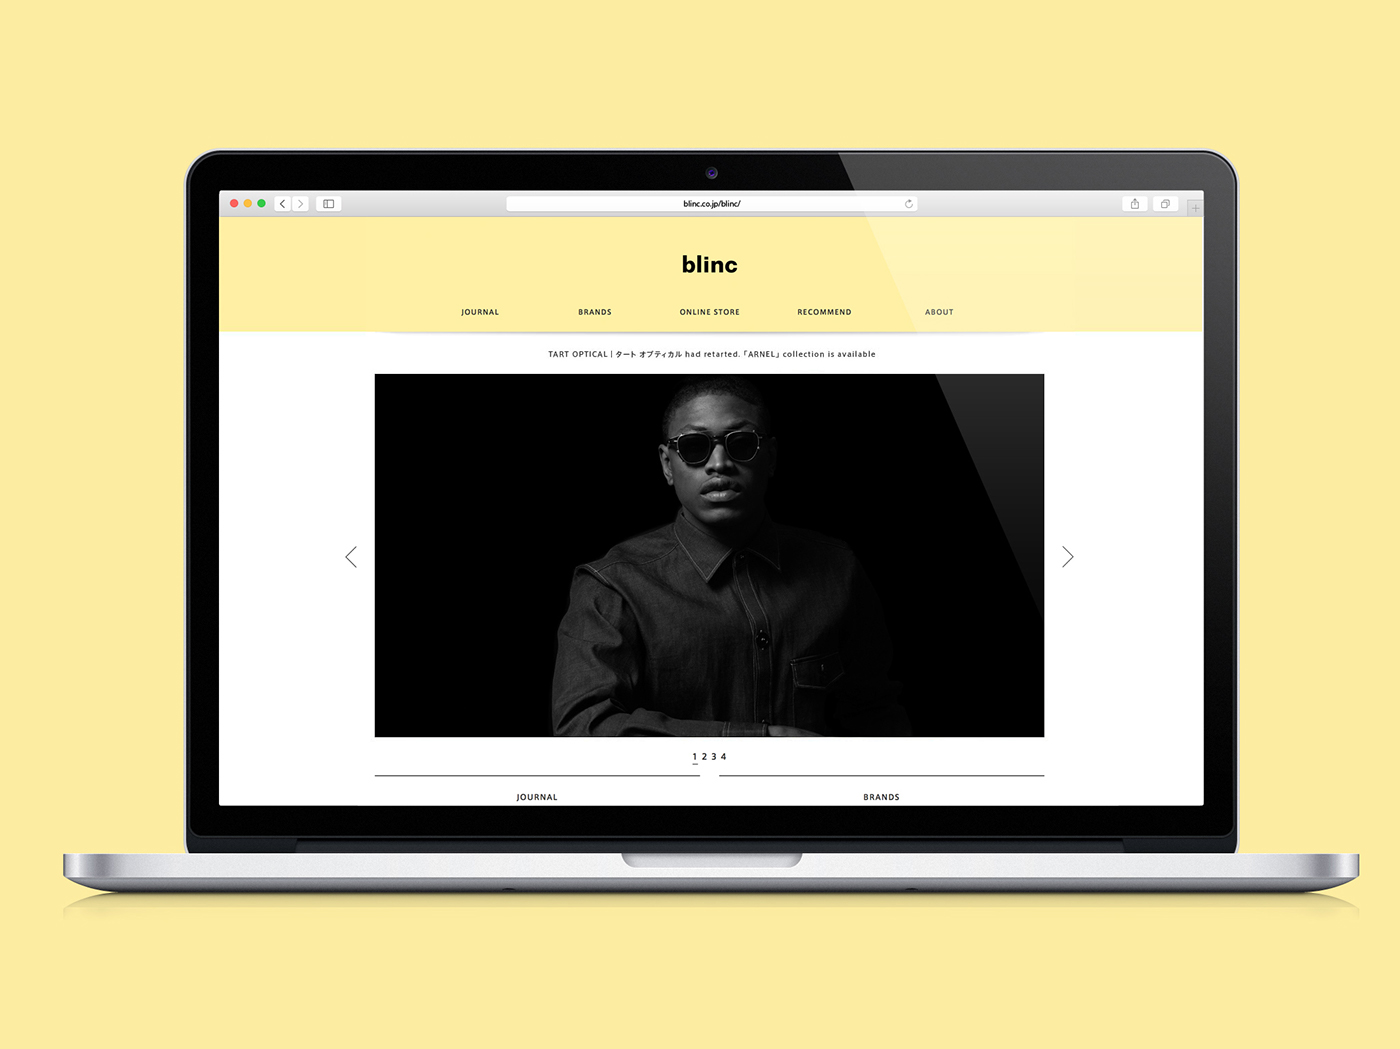 blinc.co.jp/blinc/
blinc
JOURNAL BRANDS ONLINE STORE RECOMMEND ABOUT
TART OPTICAL | タート オプティカル had retarted.「ARNEL」 collection is available
1 2 3 4
JOURNAL BRANDS